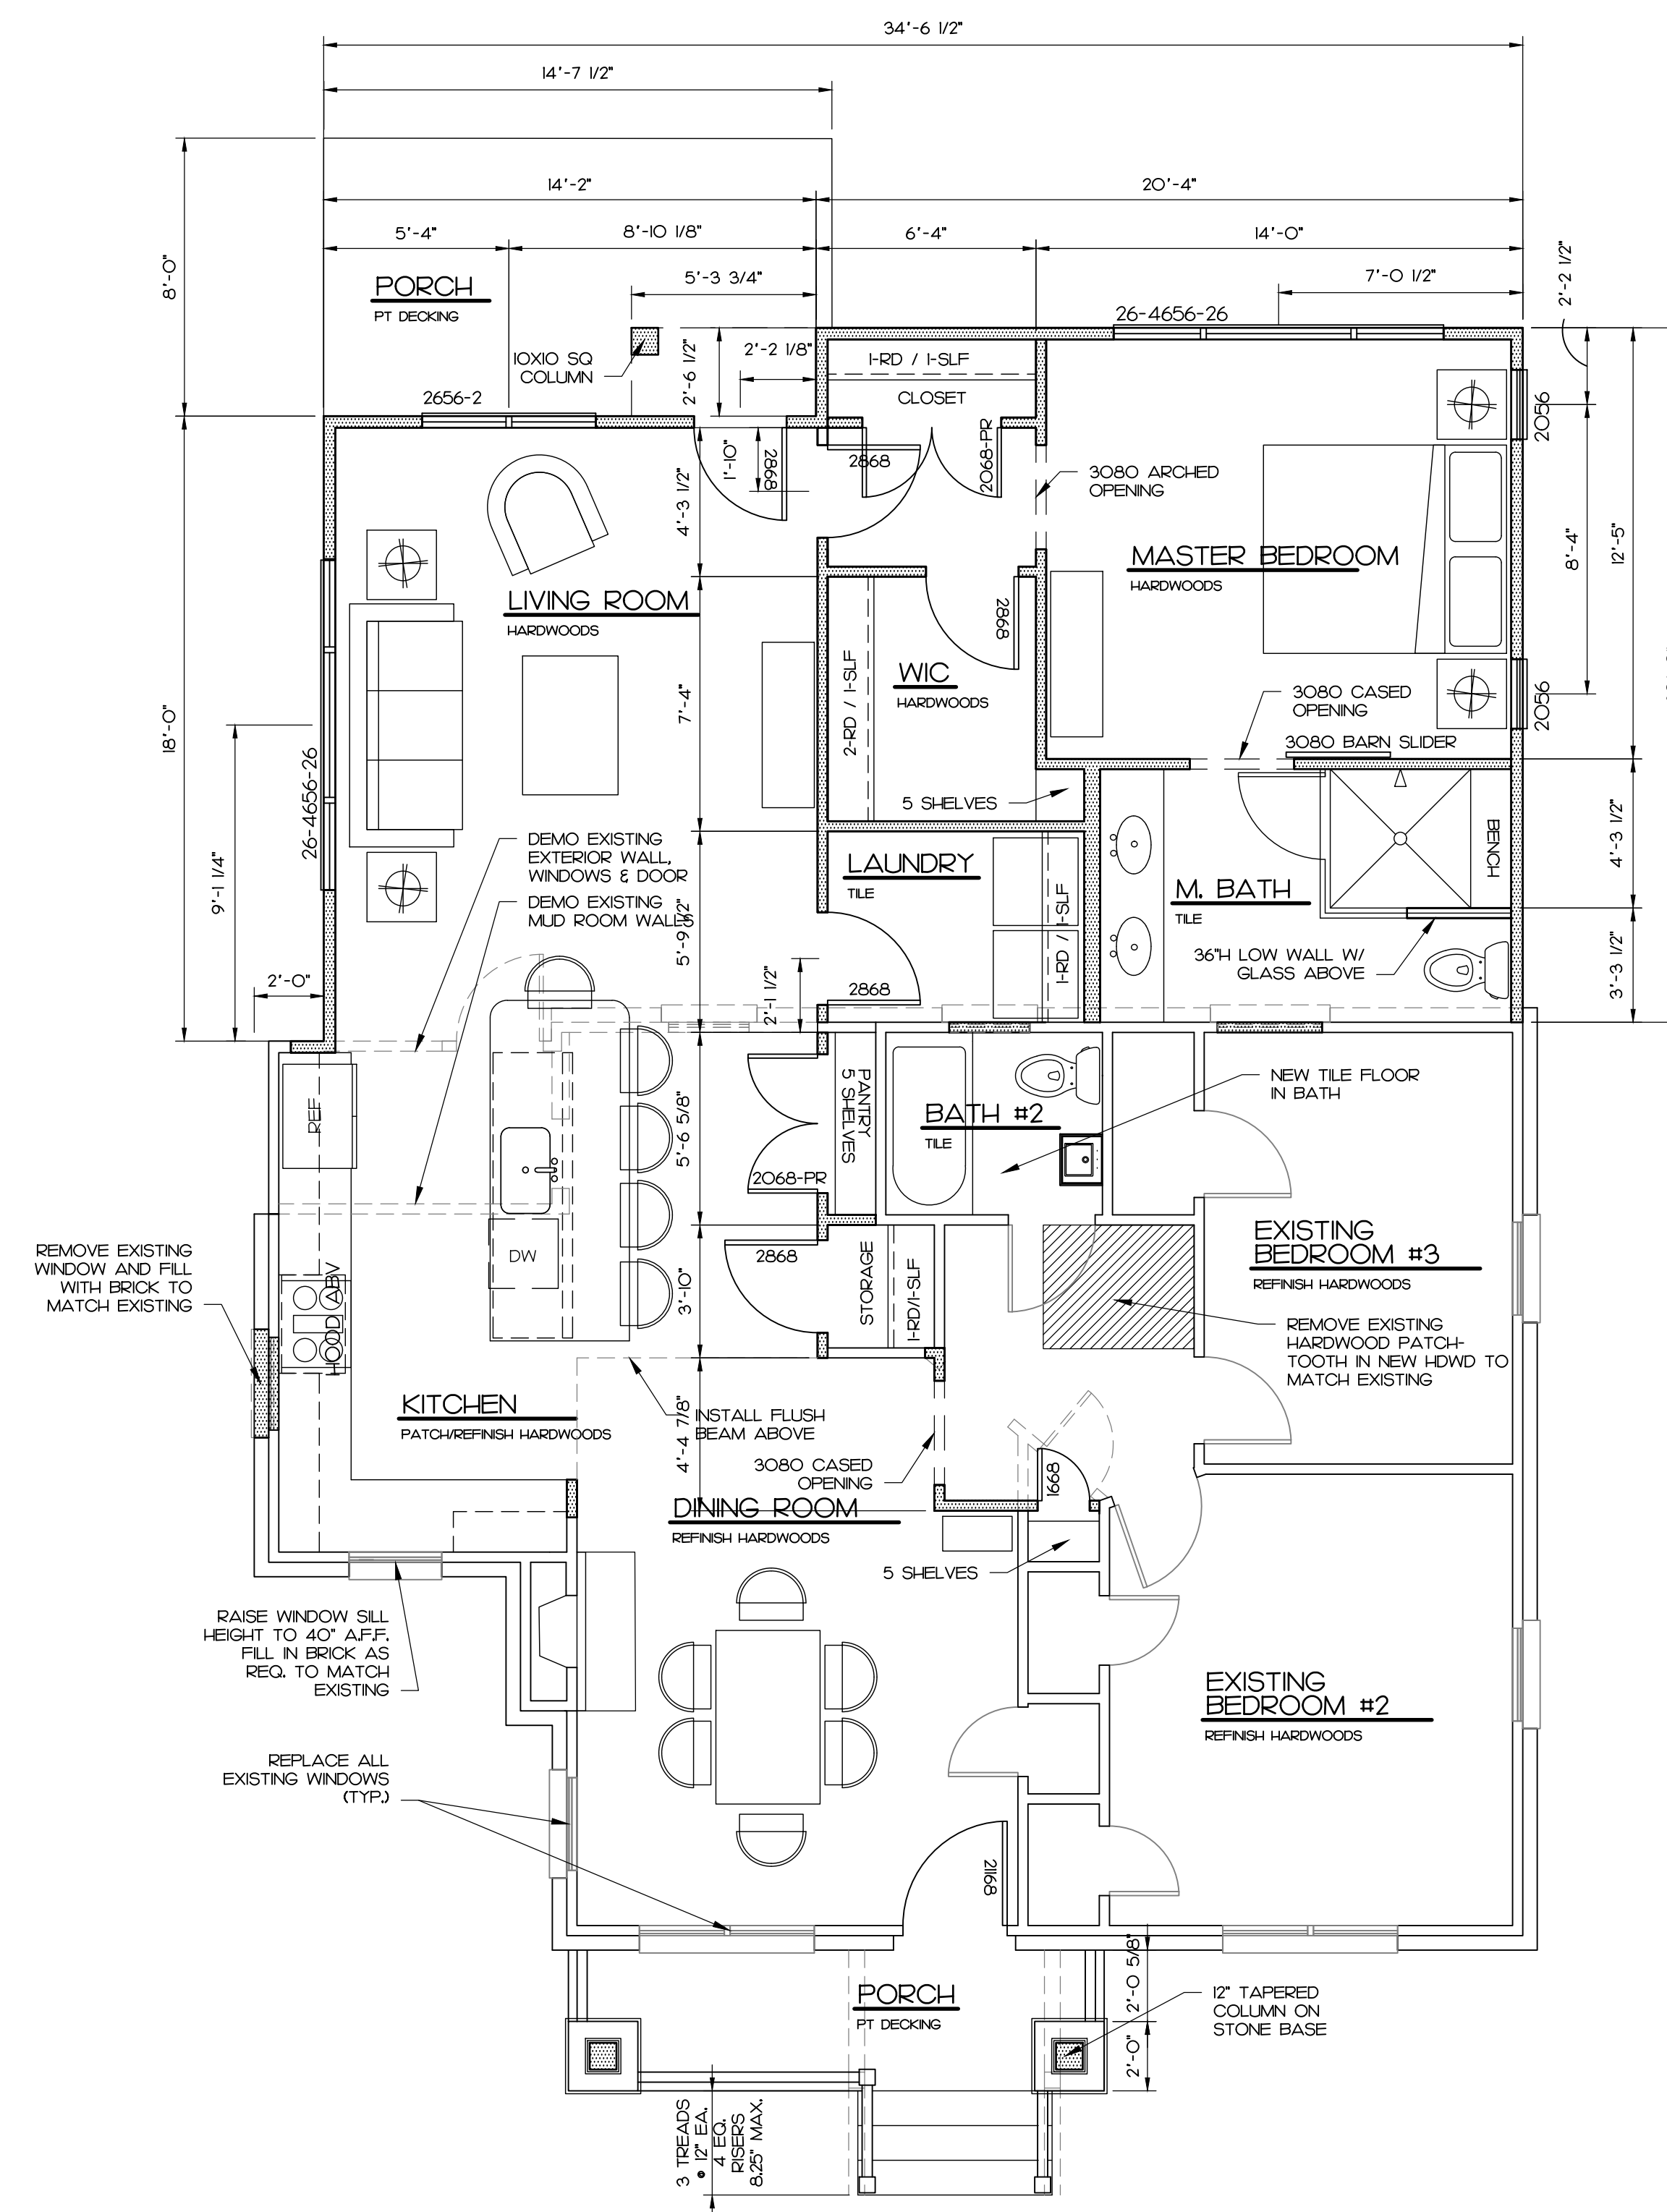 34'-6 1/2"
14'-7 1/2"
14'-2"
20'-4"
5'-4"
8'-10 1/8"
6'-4"
14'-0"
8'-0"
PORCH
PT DECKING
5'-3 3/4"
7'-0 1/2"
2'-2 1/2"
26-4656-26
10X10 SQ
COLUMN
2'-6 1/2"
2'-2 1/8"
1-RD / 1-SLF
CLOSET
2656-2
2056
1'-10"
2868
2868
2068-PR
3080 ARCHED
OPENING
4'-3 1/2"
MASTER BEDROOM
HARDWOODS
8'-4"
12'-5"
LIVING ROOM
HARDWOODS
2868
WIC
HARDWOODS
2-RD / 1-SLF
7'-4"
18'-0"
3080 CASED
OPENING
2056
3080 BARN SLIDER
26-4656-26
5 SHELVES
9'-1 1/4"
DEMO EXISTING
EXTERIOR WALL,
WINDOWS & DOOR
DEMO EXISTING
MUD ROOM WALLS
5'-9 1/2"
LAUNDRY
TILE
1-RD / 1-SLF
M. BATH
TILE
BENCH
4'-3 1/2"
36"H LOW WALL W/
GLASS ABOVE
3'-3 1/2"
2'-0"
2'-1 1/2"
2868
REF
PANTRY
5 SHELVES
5'-6 5/8"
2068-PR
BATH #2
TILE
NEW TILE FLOOR
IN BATH
REMOVE EXISTING
WINDOW AND FILL
WITH BRICK TO
MATCH EXISTING
HOOD ABV
DW
2868
STORAGE
1-RD/1-SLF
3'-10"
EXISTING
BEDROOM #3
REFINISH HARDWOODS
REMOVE EXISTING
HARDWOOD PATCH-
TOOTH IN NEW HDWD TO
MATCH EXISTING
KITCHEN
PATCH/REFINISH HARDWOODS
INSTALL FLUSH
BEAM ABOVE
4'-4 7/8"
3080 CASED
OPENING
1668
DINING ROOM
REFINISH HARDWOODS
5 SHELVES
RAISE WINDOW SILL
HEIGHT TO 40" A.F.F.
FILL IN BRICK AS
REQ. TO MATCH
EXISTING
EXISTING
BEDROOM #2
REFINISH HARDWOODS
REPLACE ALL
EXISTING WINDOWS
(TYP.)
21168
PORCH
PT DECKING
2'-0 5/8"
2'-0"
12" TAPERED
COLUMN ON
STONE BASE
3 TREADS
@ 12" EA.
4 EQ.
RISERS
8.25" MAX.